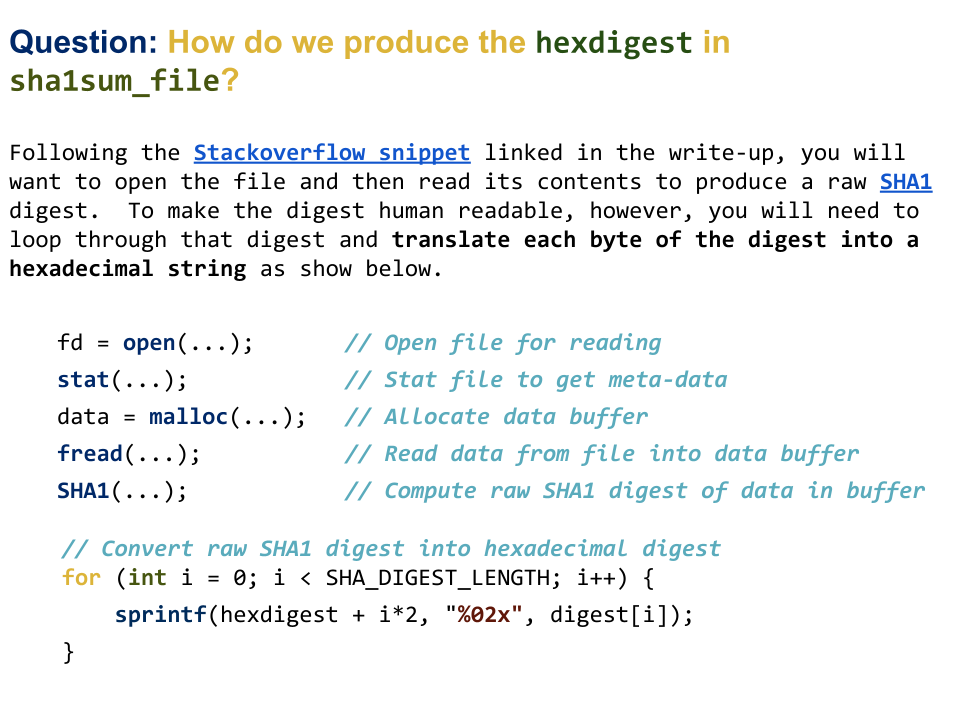 Question: How do we produce the hexdigest in
sha1sum_file?
Following the Stackoverflow snippet linked in the write-up, you will
want to open the file and then read its contents to produce a raw SHA1
digest.  To make the digest human readable, however, you will need to
loop through that digest and translate each byte of the digest into a
hexadecimal string as show below.
fd = open(...);       // Open file for reading
stat(...);            // Stat file to get meta-data
data = malloc(...);   // Allocate data buffer
fread(...);           // Read data from file into data buffer
SHA1(...);            // Compute raw SHA1 digest of data in buffer
// Convert raw SHA1 digest into hexadecimal digest
for (int i = 0; i < SHA_DIGEST_LENGTH; i++) {
    sprintf(hexdigest + i*2, "%02x", digest[i]);
}